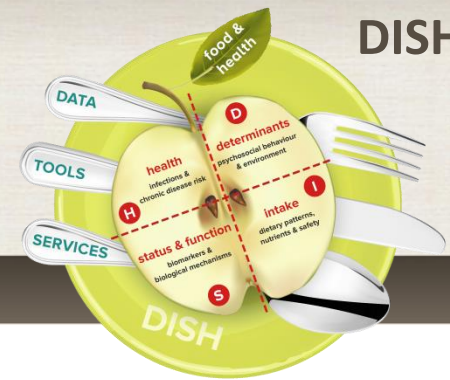 DISH
food &
health
DATA
TOOLS
SERVICES
D
determinants
psychosocial behaviour
& environment
health
infections &
chronic disease risk
H
I
intake
dietary patterns,
nutrients & safety
status & function
biomarkers &
biological mechanisms
S
DISH